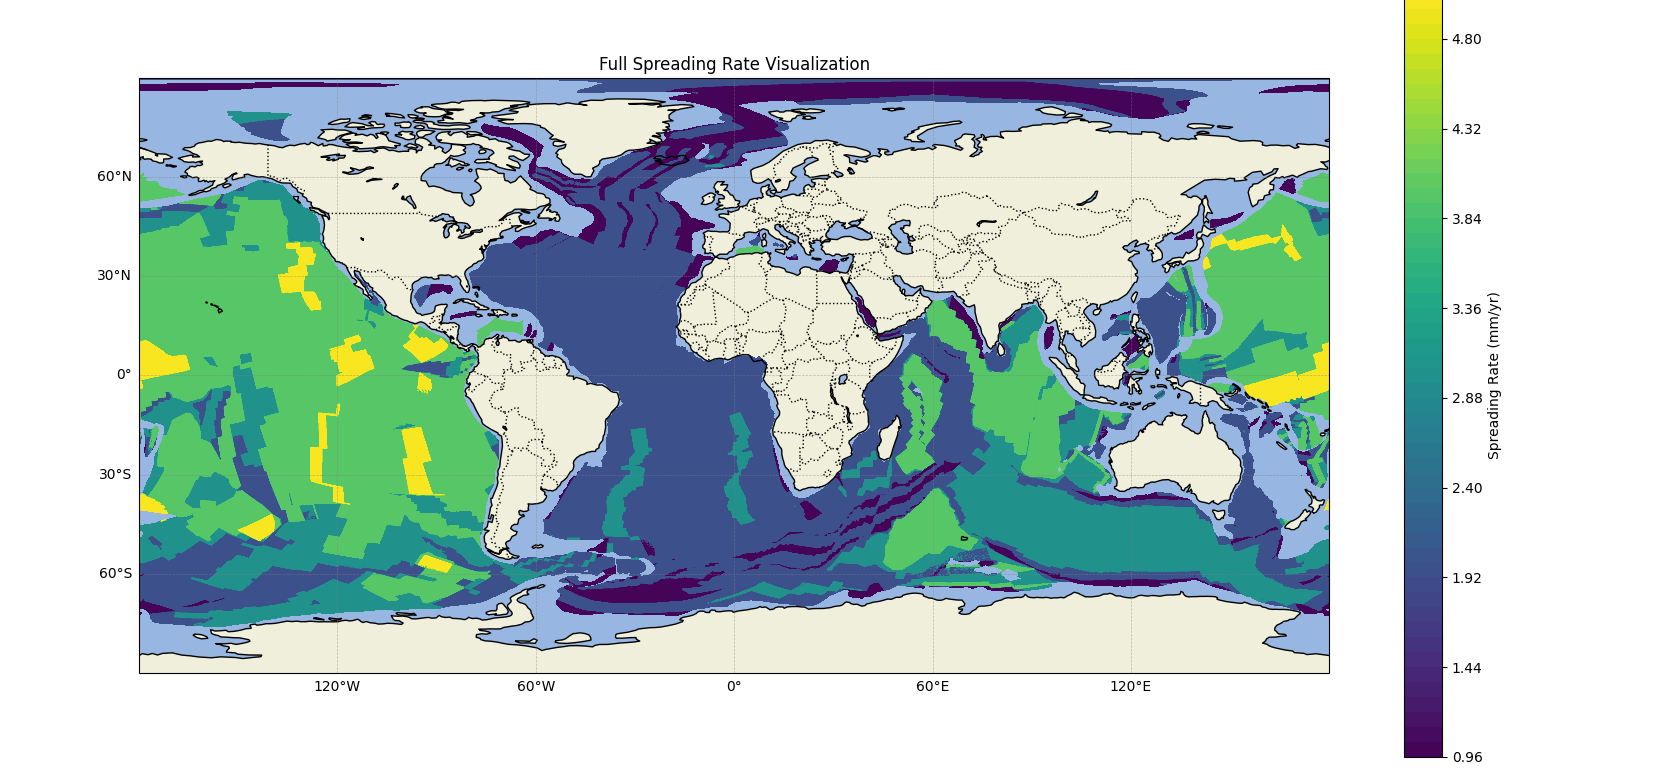 Full Spreading Rate Visualization
60°N
30°N
0°
30°S
60°S
120°W
60°W
0°
60°E
120°E
4.80
4.32
3.84
3.36
2.88
2.40
1.92
1.44
0.96
Spreading Rate (mm/yr)